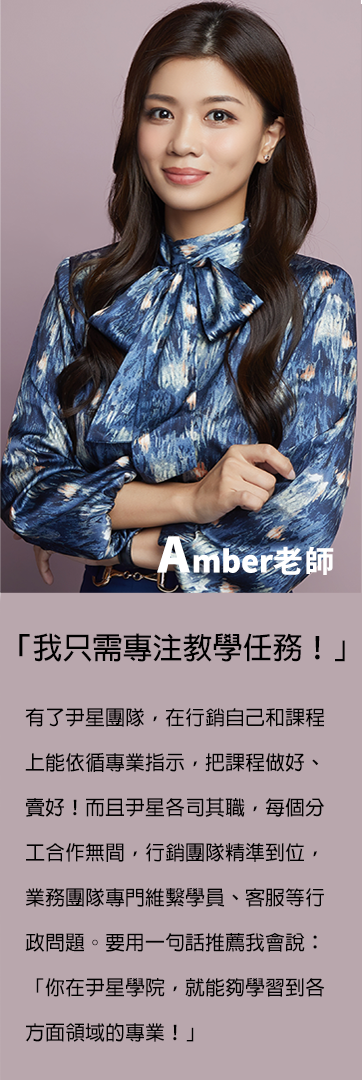 Amber老師
「我只需專注教學任務！」
有了尹星團隊，在行銷自己和課程
上能依循專業指示，把課程做好、
賣好！而且尹星各司其職，每個分
工合作無間，行銷團隊精準到位，
業務團隊專門維繫學員、客服等行
政問題。要用一句話推薦我會說：
「你在尹星學院，就能夠學習到各
方面領域的專業！」